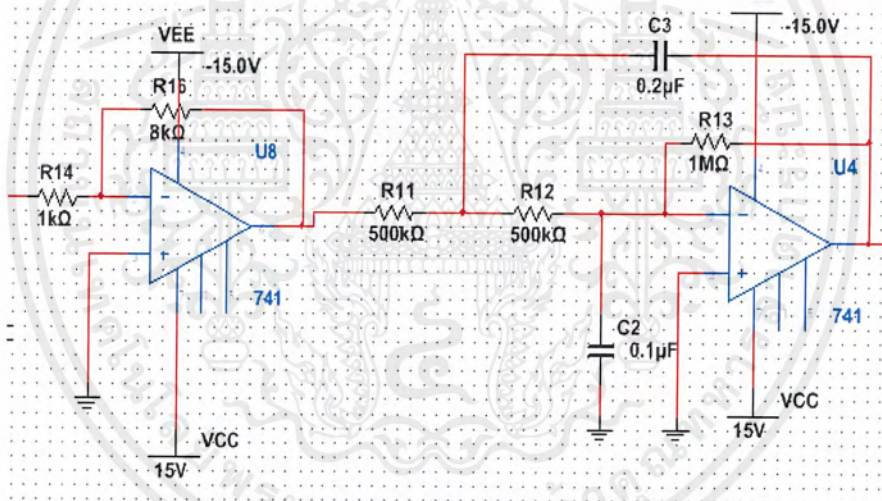 VEE
-15.0V
R16
8kΩ
U8
R14
1kΩ
741
VCC
15V
R11
500kΩ
R12
500kΩ
C3
0.2µF
-15.0V
R13
1MΩ
U4
C2
0.1µF
741
VCC
15V